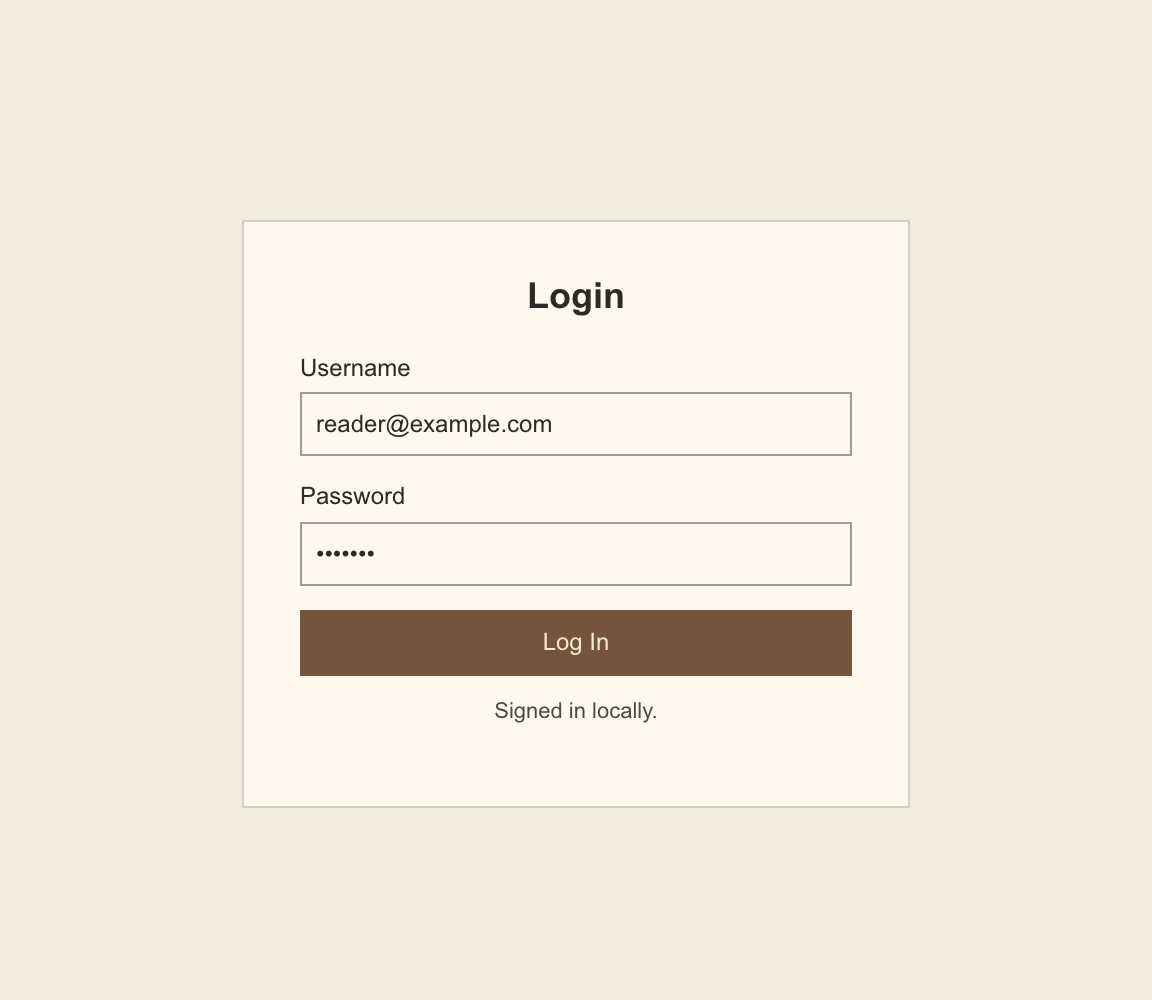 Login
Username
reader@example.com
Password
•••••••
Log In
Signed in locally.